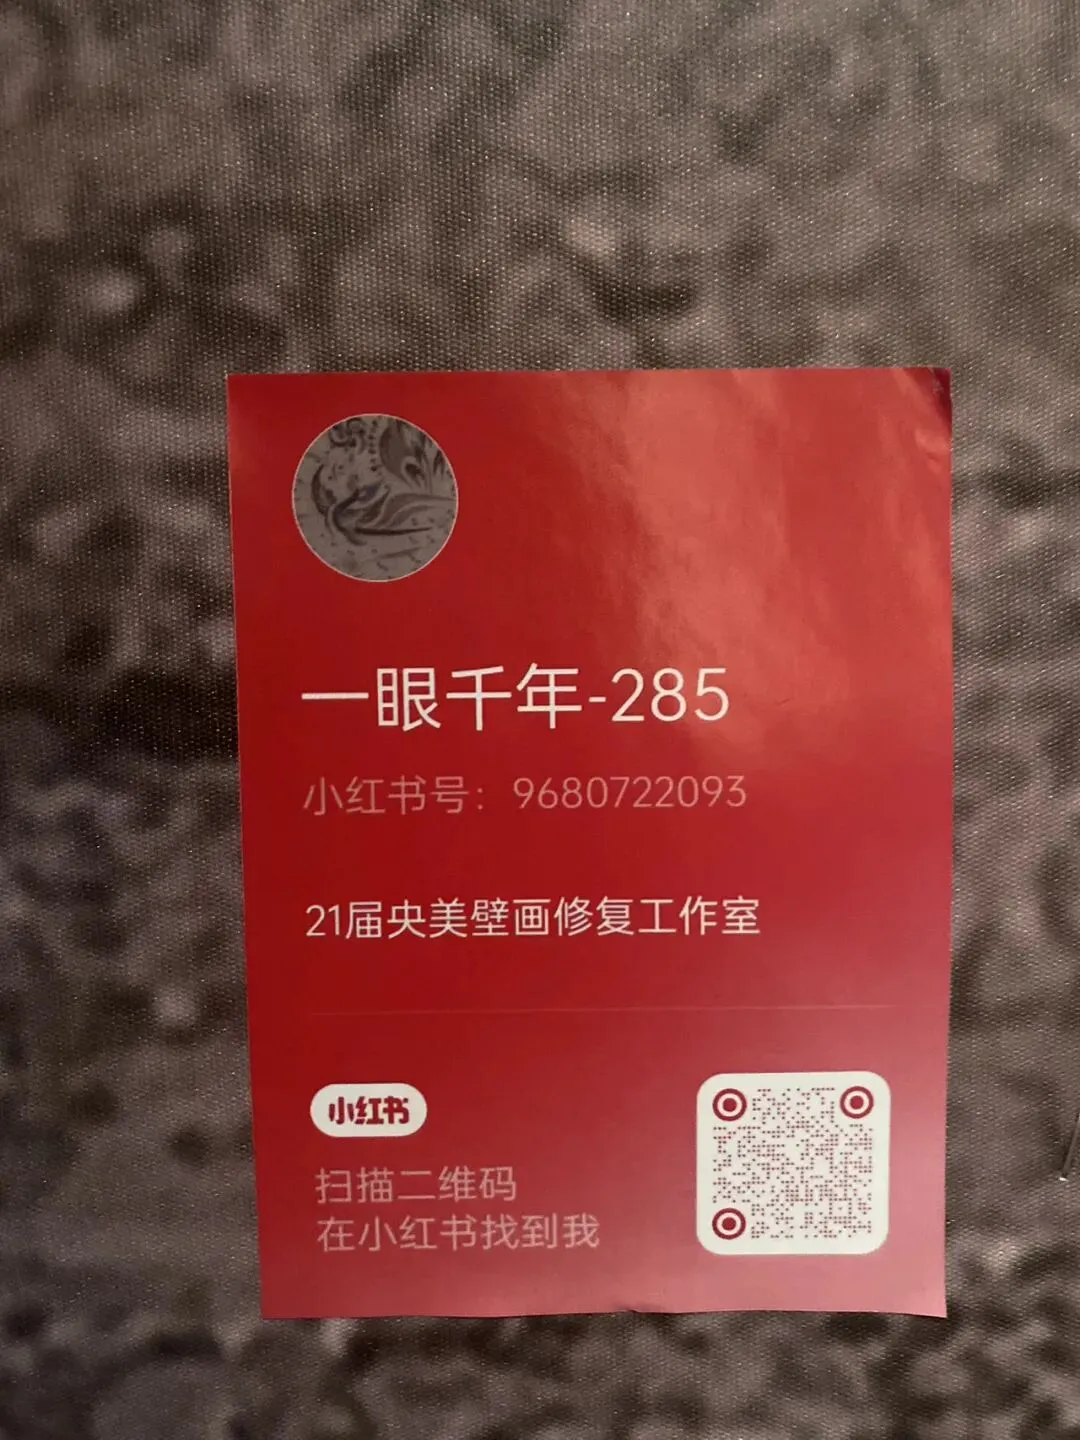 一眼千年-285
小红书号：9680722093
21届央美壁画修复工作室
小红书
扫描二维码
在小红书找到我